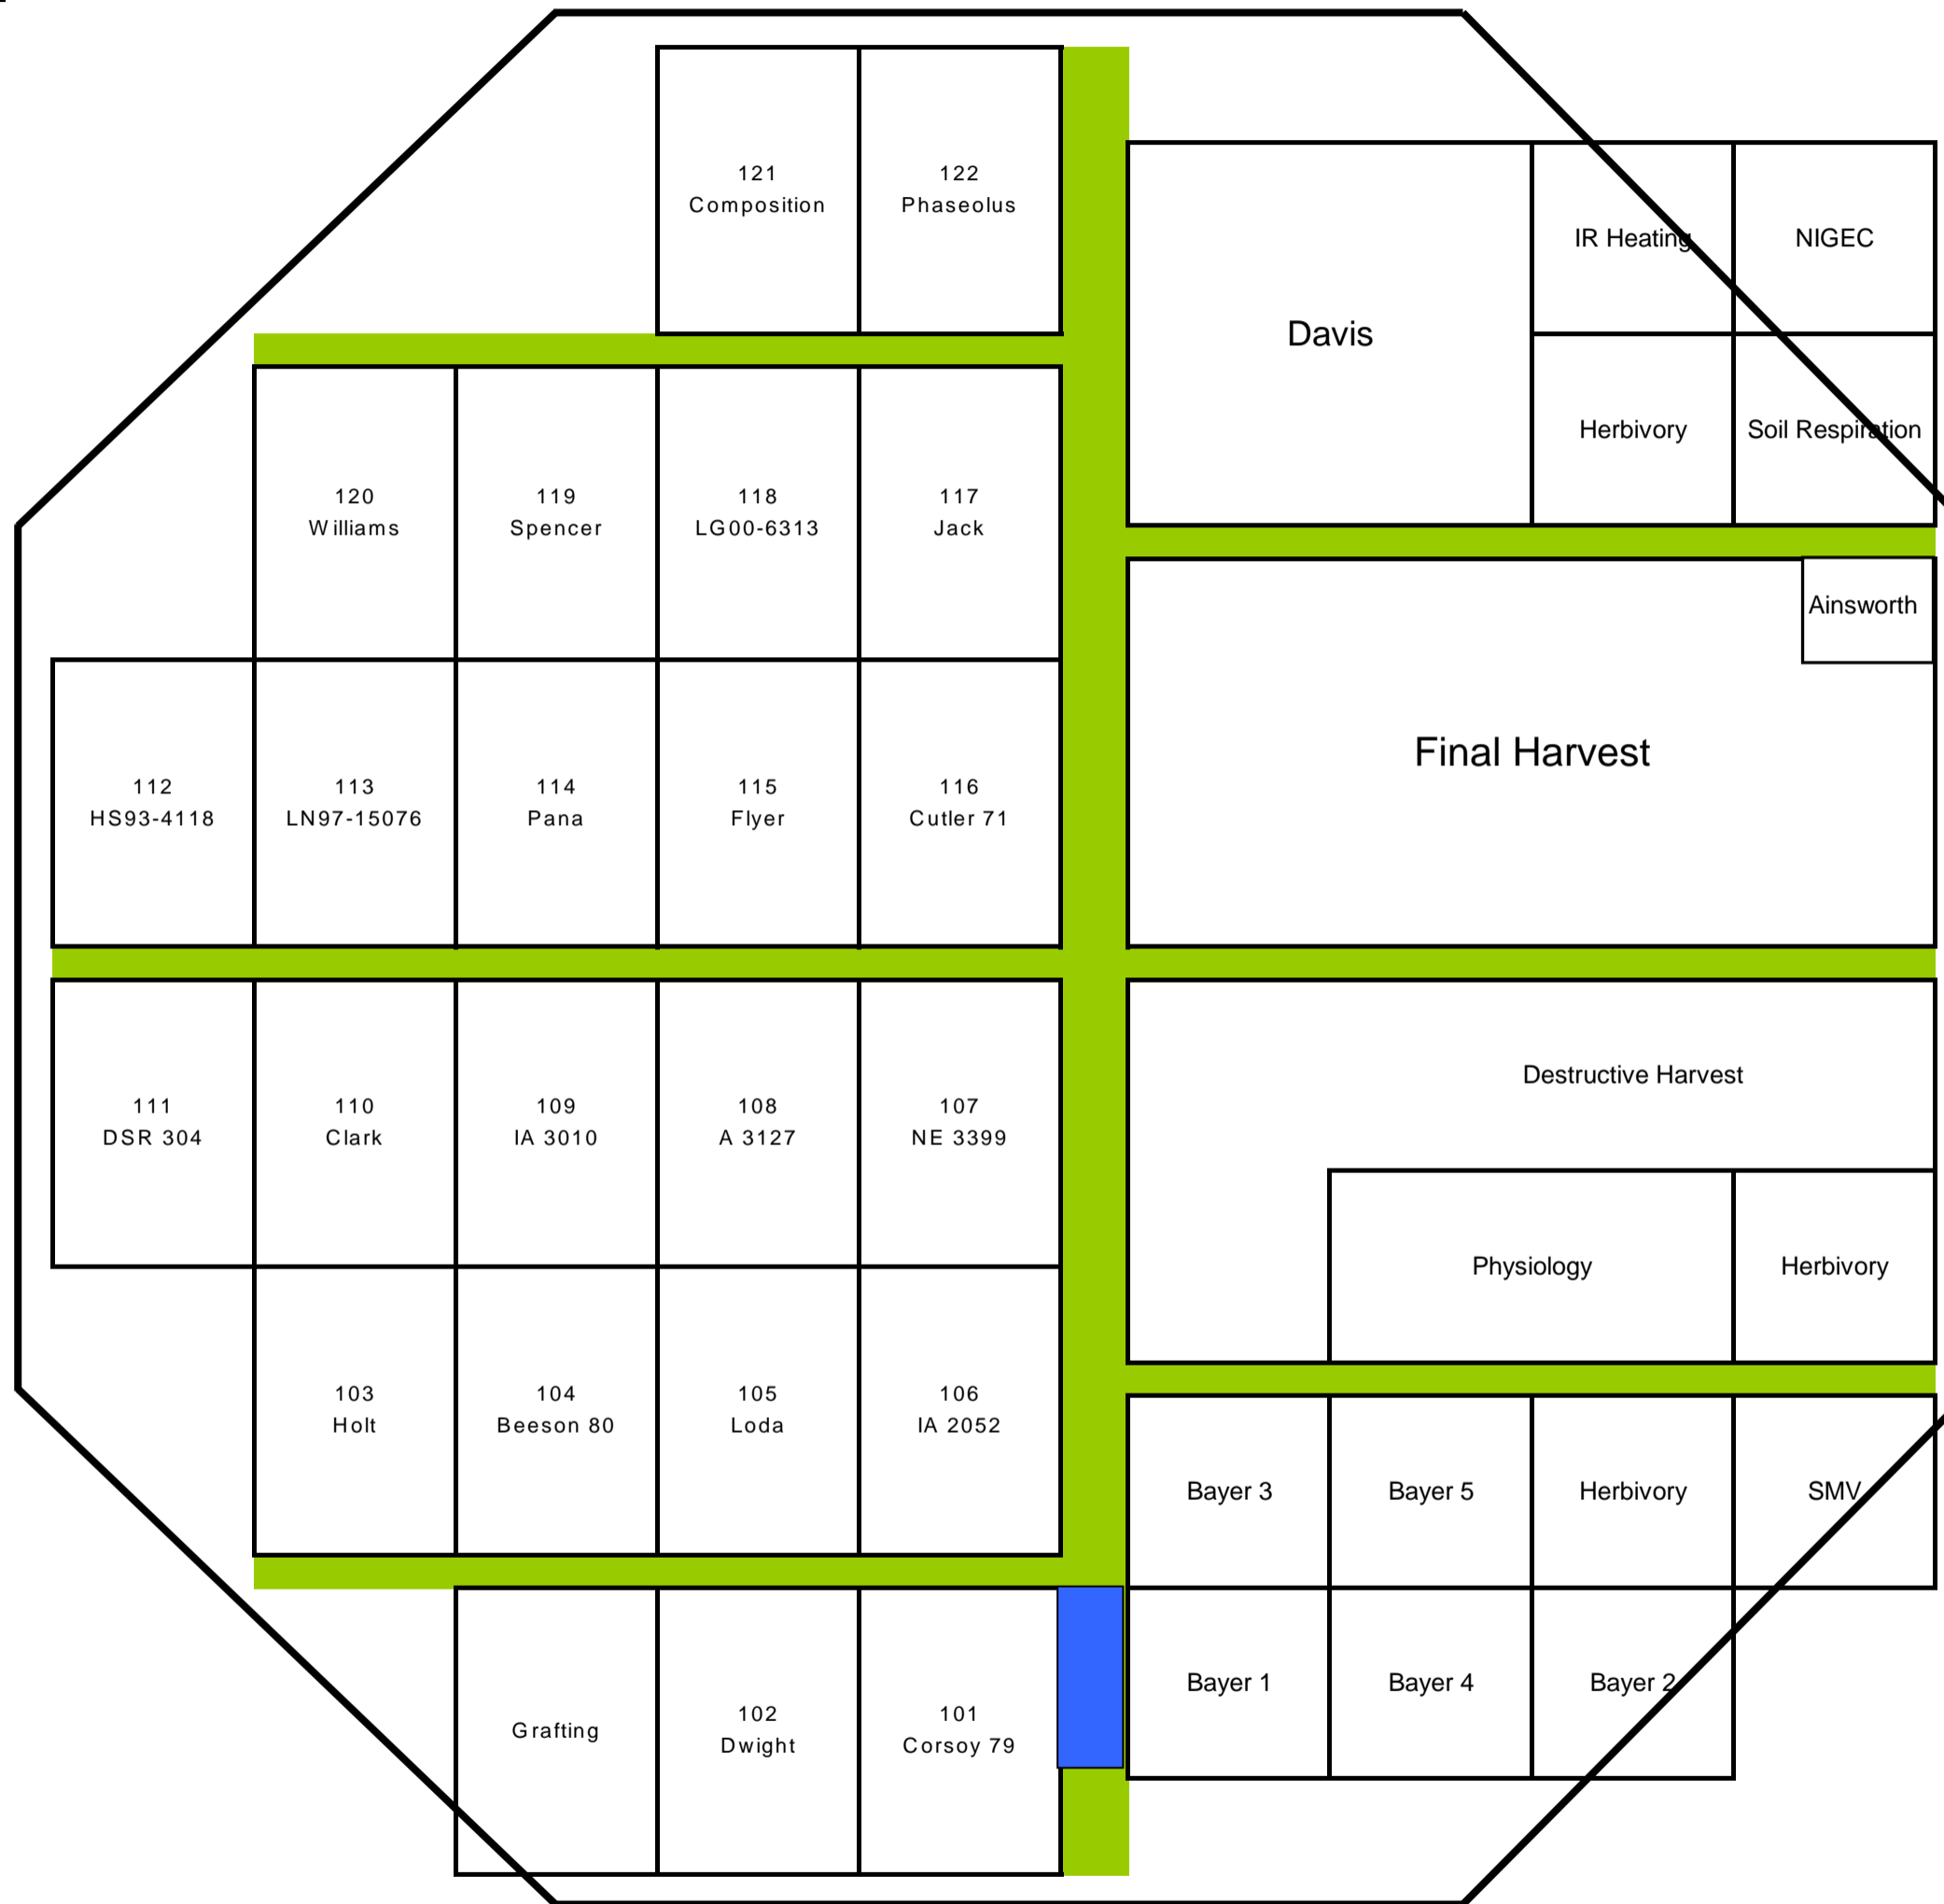 121
Composition
122
Phaseolus
IR Heating
NIGEC
Davis
Herbivory
Soil Respiration
120
Williams
119
Spencer
118
LG00-6313
117
Jack
Ainsworth
Final Harvest
112
HS93-4118
113
LN97-15076
114
Pana
115
Flyer
116
Cutler 71
Destructive Harvest
111
DSR 304
110
Clark
109
IA 3010
108
A 3127
107
NE 3399
Physiology
Herbivory
103
Holt
104
Beeson 80
105
Loda
106
IA 2052
Bayer 3
Bayer 5
Herbivory
SMV
Bayer 1
Bayer 4
Bayer 2
Grafting
102
Dwight
101
Corsoy 79